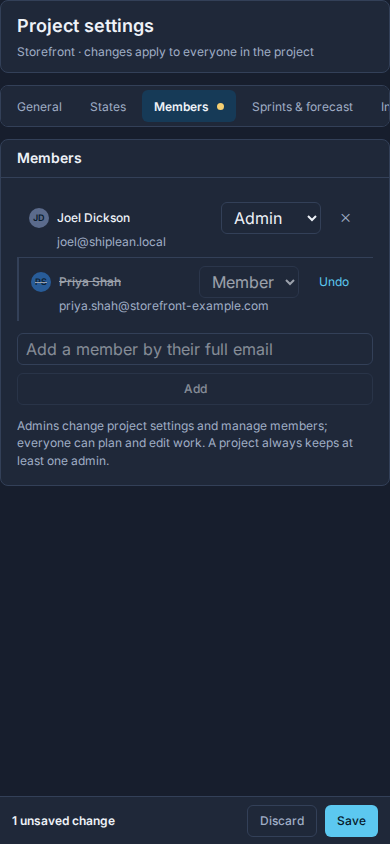 Project settings
Storefront · changes apply to everyone in the project
General States Members Sprints & forecast
Members
JD Joel Dickson Admin
joel@shiplean.local
Priya Shah Member Undo
priya.shah@storefront-example.com
Add a member by their full email
Add
Admins change project settings and manage members;
everyone can plan and edit work. A project always keeps at
least one admin.
1 unsaved change Discard Save